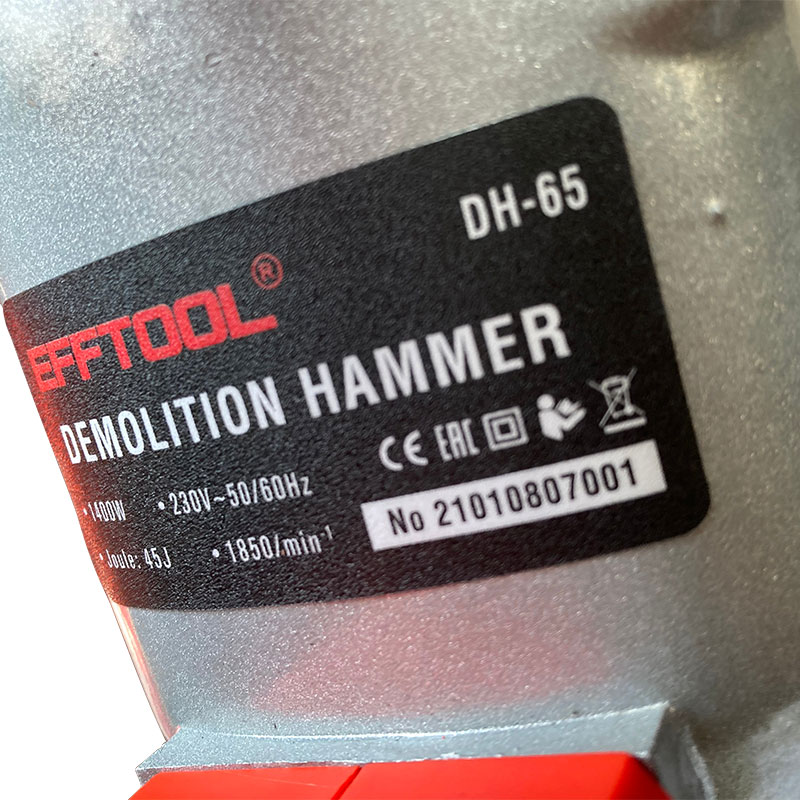 DH-65
EFFTOOL®
DEMOLITION HAMMER
CE EAC
• 1400W • 230V~50/60Hz
No 21010807001
• Joule: 45J • 1850/min⁻¹